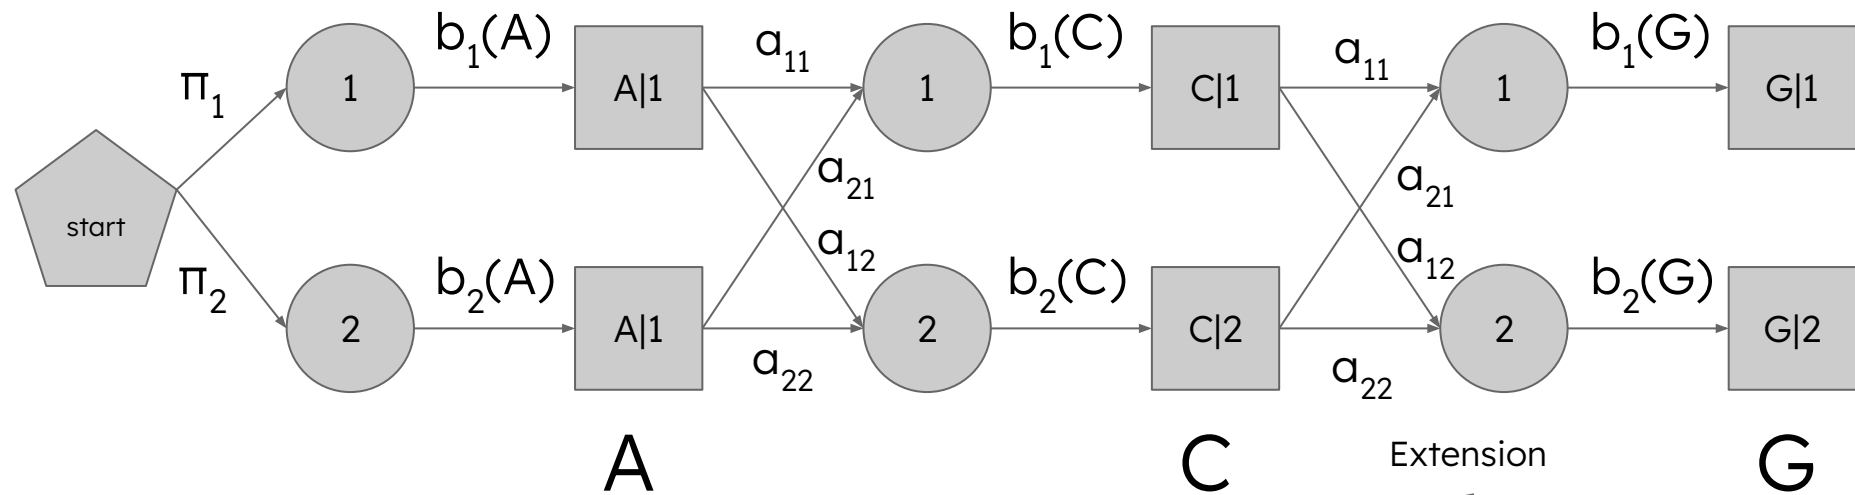 b₁(A) a₁₁ b₁(C) a₁₁ b₁(G)
π₁ 1 A|1 1 C|1 1 G|1
a₂₁ a₂₁
start
a₁₂ a₁₂
π₂ b₂(A) b₂(C) b₂(G)
2 A|1 2 C|2 2 G|2
a₂₂ a₂₂
A C Extension G